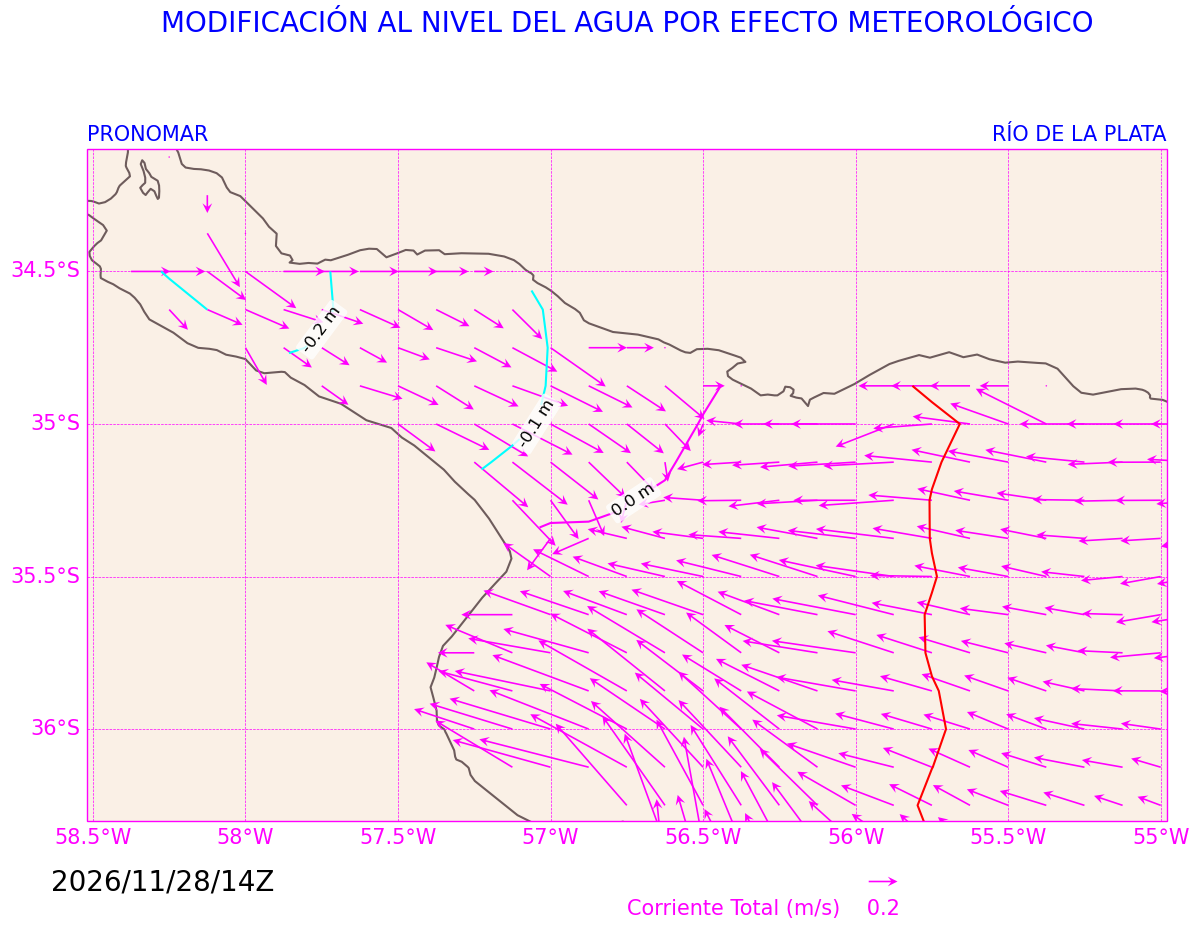 MODIFICACIÓN AL NIVEL DEL AGUA POR EFECTO METEOROLÓGICO
PRONOMAR
RÍO DE LA PLATA
34.5°S
-0.2 m
35°S
-0.1 m
0.0 m
35.5°S
36°S
58.5°W 58°W 57.5°W 57°W 56.5°W 56°W 55.5°W 55°W
2026/11/28/14Z
Corriente Total (m/s) 0.2